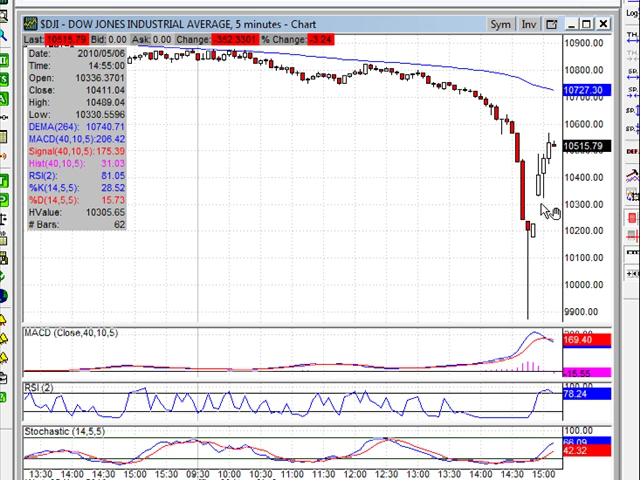 $DJI - DOW JONES INDUSTRIAL AVERAGE, 5 minutes - Chart
Sym Inv
Last: 10515.79 Bid: 0.00 Ask: 0.00 Change: -352.3301 % Change: -3.24
Date: 2010/05/06
Time: 14:55:00
Open: 10336.3701
Close: 10411.04
High: 10489.04
Low: 10330.5596
DEMA(264): 10740.71
MACD(40,10,5): 206.42
Signal(40,10,5): 175.39
Hist(40,10,5): 31.03
RSI(2): 81.05
%K(14,5,5) 28.52
%D(14,5,5) 15.73
HValue: 10305.65
# Bars: 62
10900.00
10800.00
10727.30
10600.00
10515.79
10400.00
10300.00
10200.00
10100.00
10000.00
9900.00
MACD (Close,40,10,5)
169.40
RSI (2)
78.24
Stochastic (14,5,5)
100.00
66.09
42.32
13:30 14:00 14:30 15:00 15:30 09:30 10:00 10:30 11:00 11:30 12:00 12:30 13:00 13:30 14:00 14:30 15:00